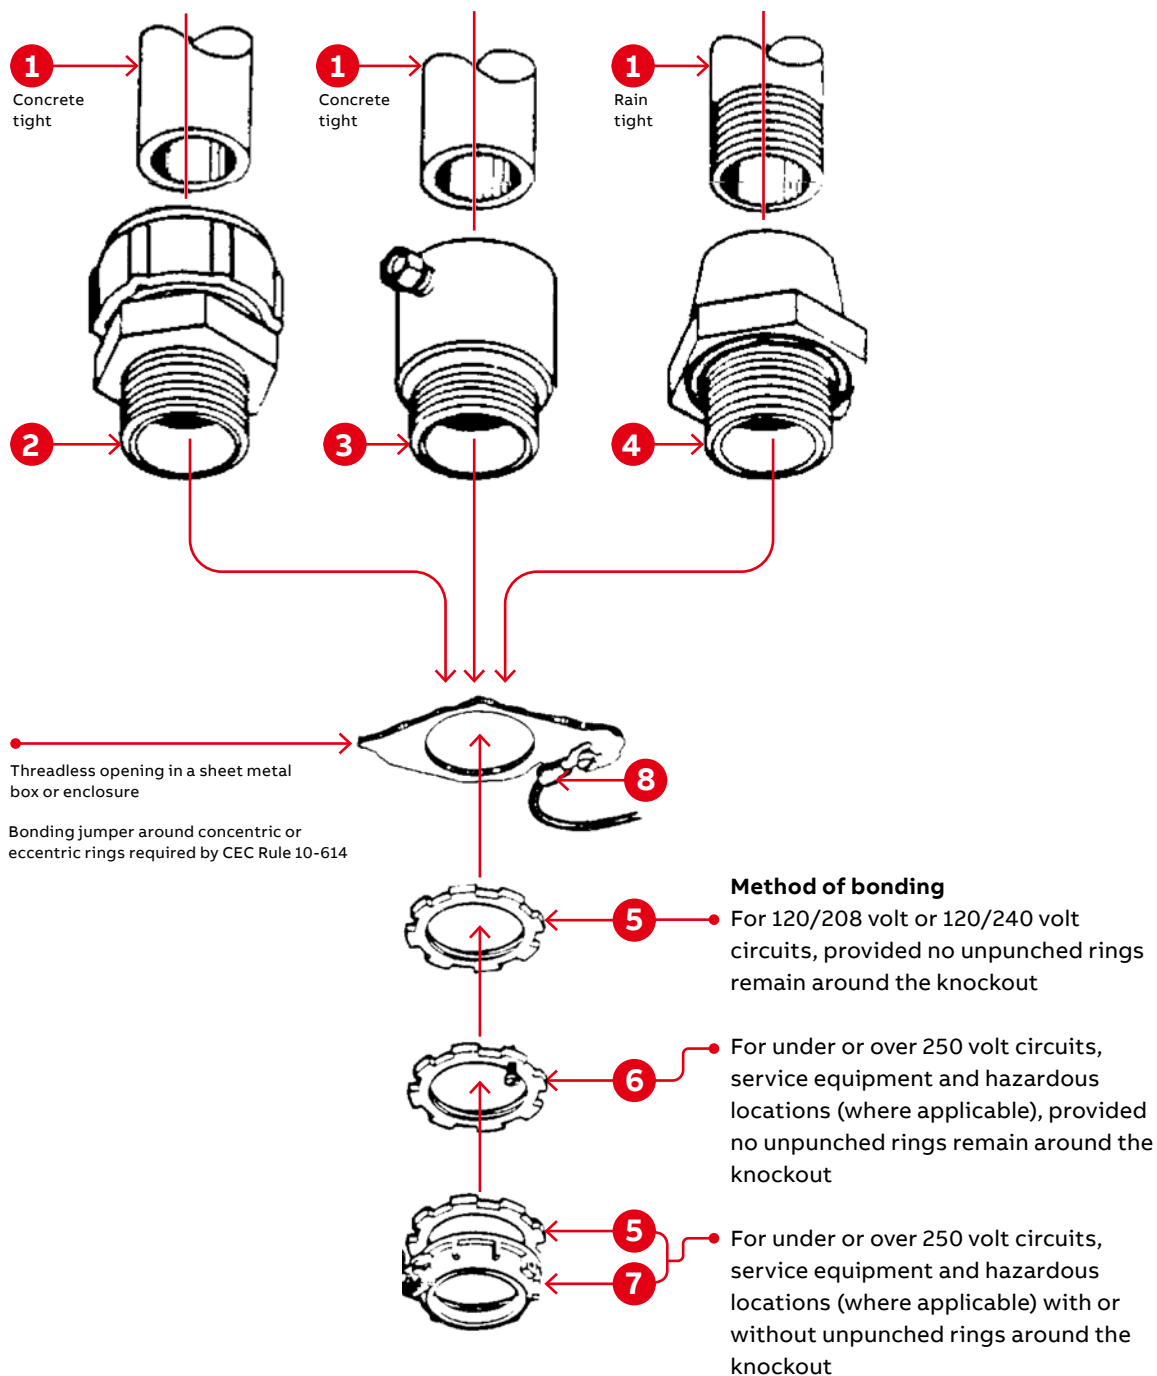 1
Concrete
tight
1
Concrete
tight
1
Rain
tight
2
3
4
Threadless opening in a sheet metal
box or enclosure
8
Bonding jumper around concentric or
eccentric rings required by CEC Rule 10-614
Method of bonding
5
For 120/208 volt or 120/240 volt
circuits, provided no unpunched rings
remain around the knockout
6
For under or over 250 volt circuits,
service equipment and hazardous
locations (where applicable), provided
no unpunched rings remain around the
knockout
5
7
For under or over 250 volt circuits,
service equipment and hazardous
locations (where applicable) with or
without unpunched rings around the
knockout